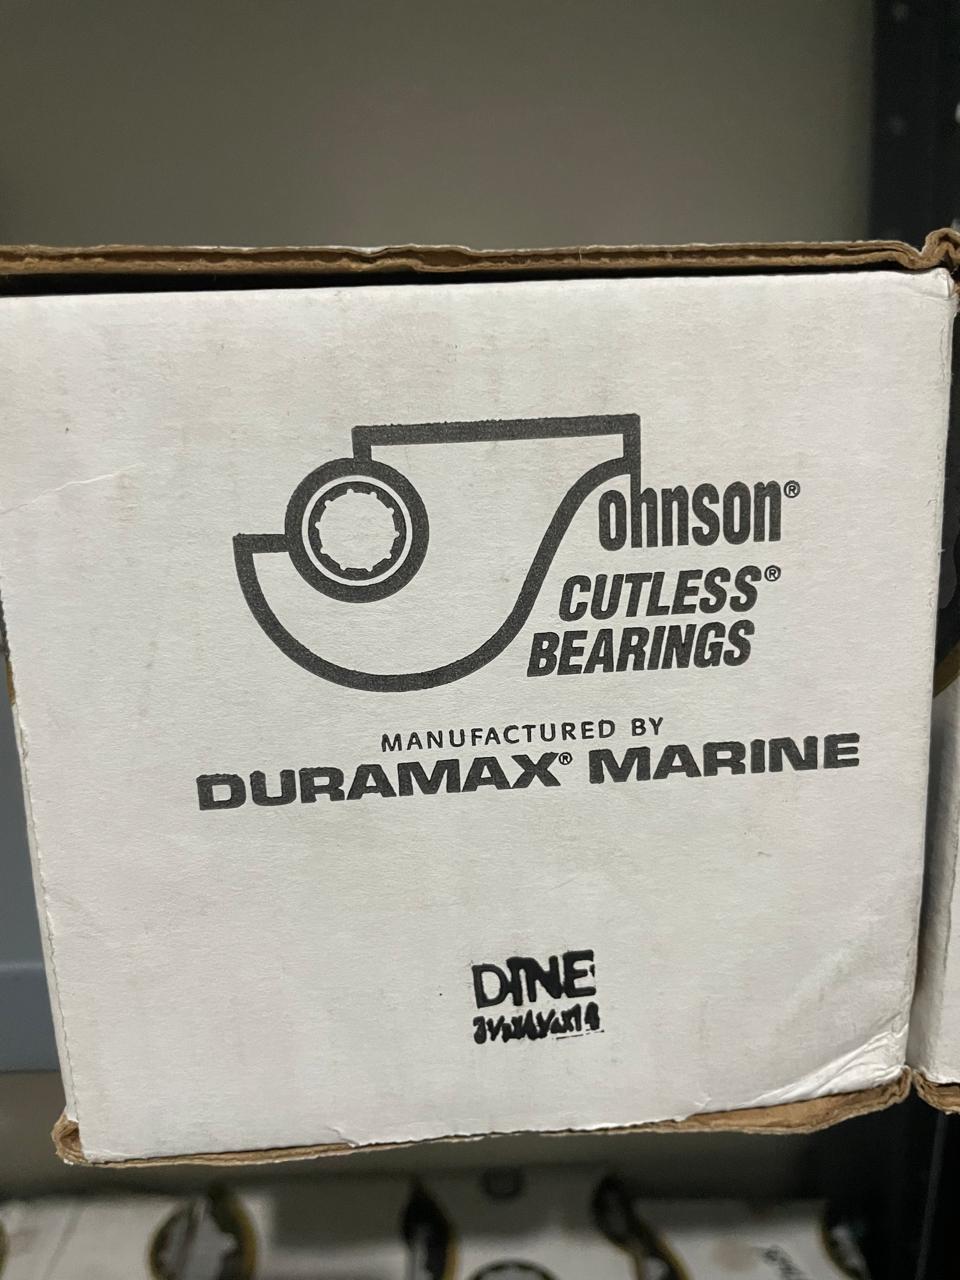 Johnson®
CUTLESS®
BEARINGS
MANUFACTURED BY
DURAMAX® MARINE
DINE